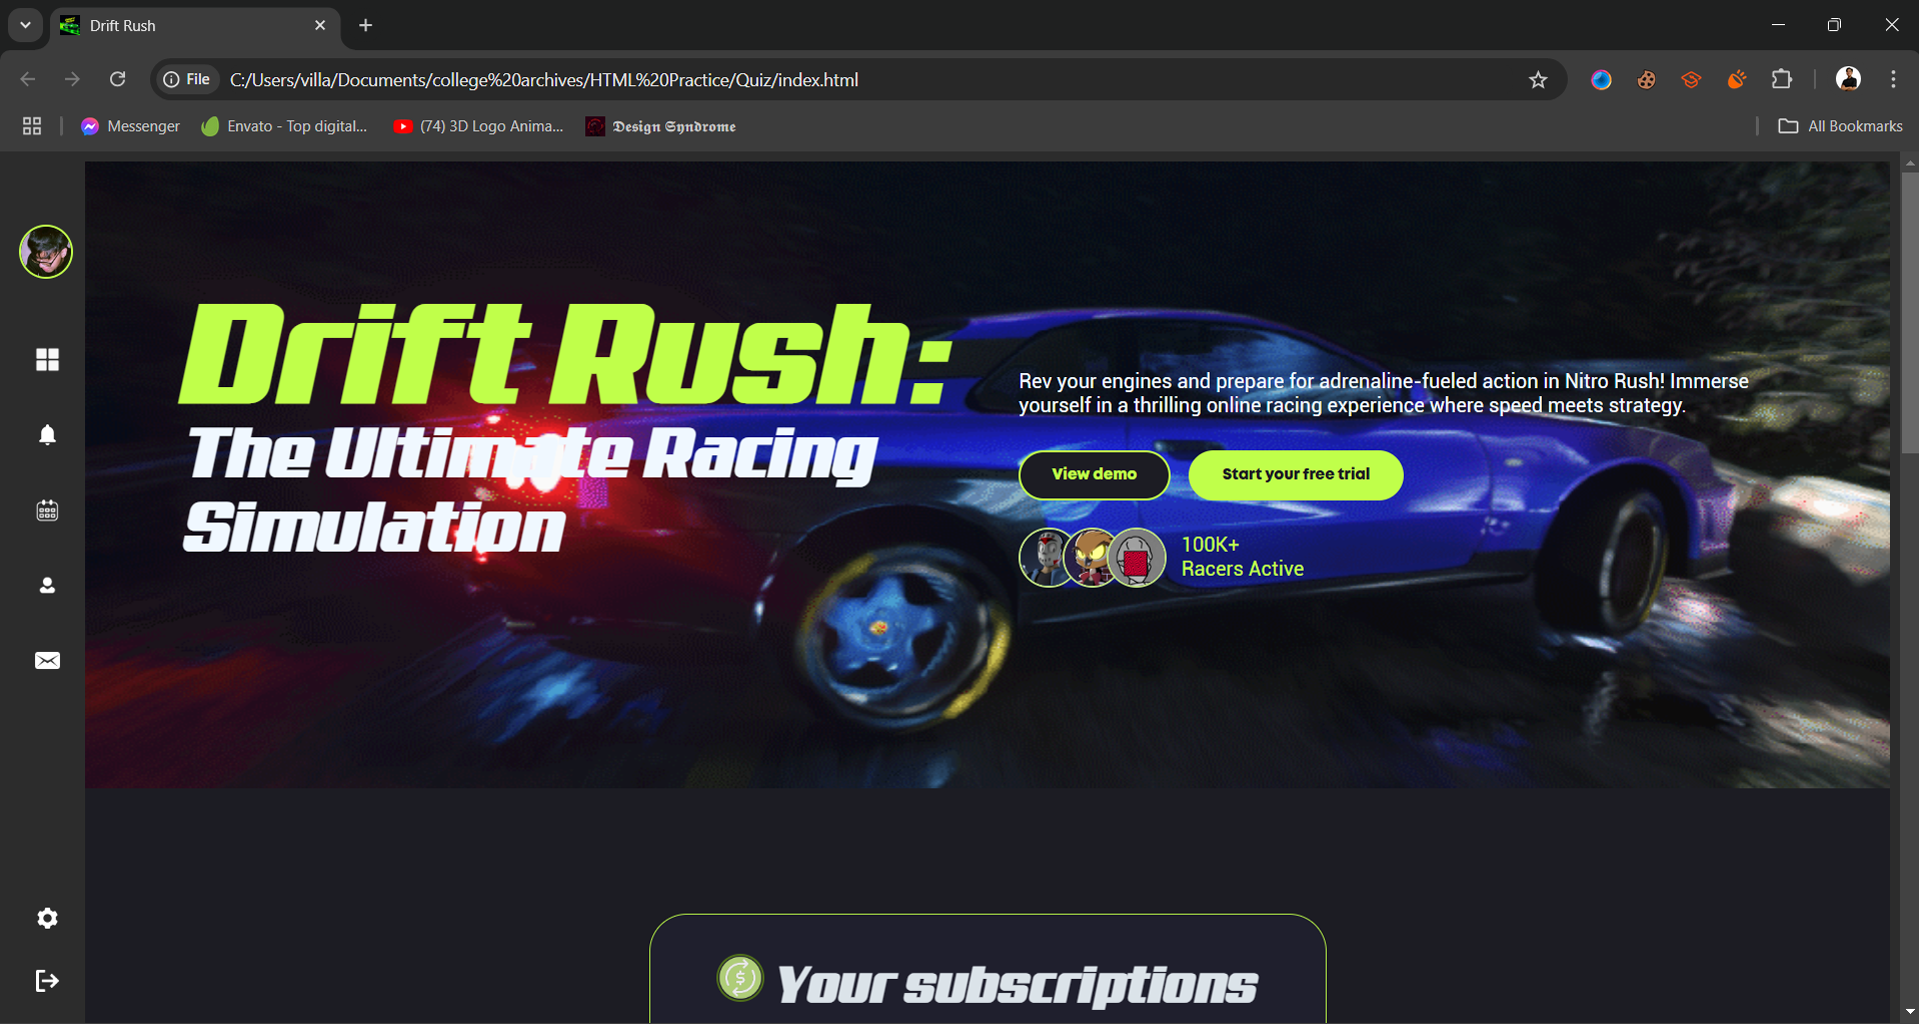 Drift Rush
File
C:/Users/villa/Documents/college%20archives/HTML%20Practice/Quiz/index.html
Messenger
Envato - Top digital...
(74) 3D Logo Anima...
Design Syndrome
All Bookmarks
Drift Rush:
The Ultimate Racing
Simulation
Rev your engines and prepare for adrenaline-fueled action in Nitro Rush! Immerse
yourself in a thrilling online racing experience where speed meets strategy.
View demo
Start your free trial
100K+
Racers Active
Your subscriptions